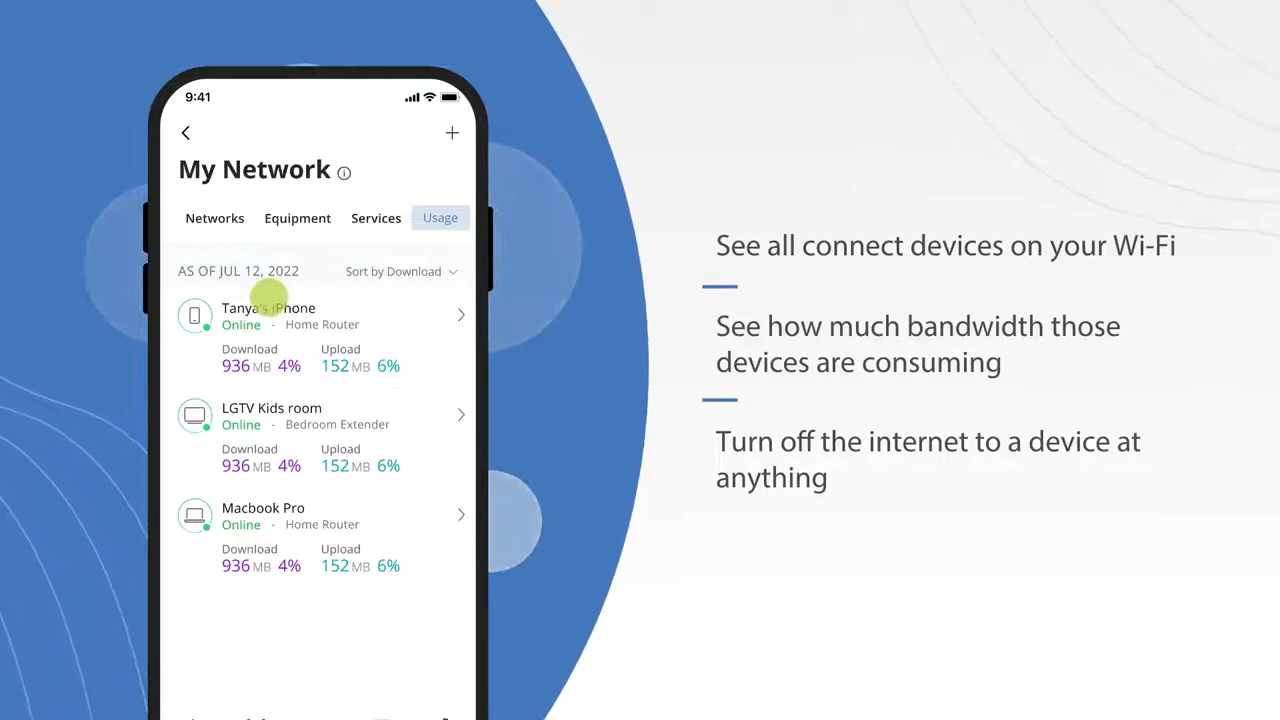 9:41
My Network
Networks Equipment Services Usage
AS OF JUL 12, 2022 Sort by Download
Tanya's iPhone
Online - Home Router
Download Upload
936 MB 4% 152 MB 6%
LGTV Kids room
Online - Bedroom Extender
Download Upload
936 MB 4% 152 MB 6%
Macbook Pro
Online - Home Router
Download Upload
936 MB 4% 152 MB 6%
See all connect devices on your Wi-Fi
See how much bandwidth those
devices are consuming
Turn off the internet to a device at
anything